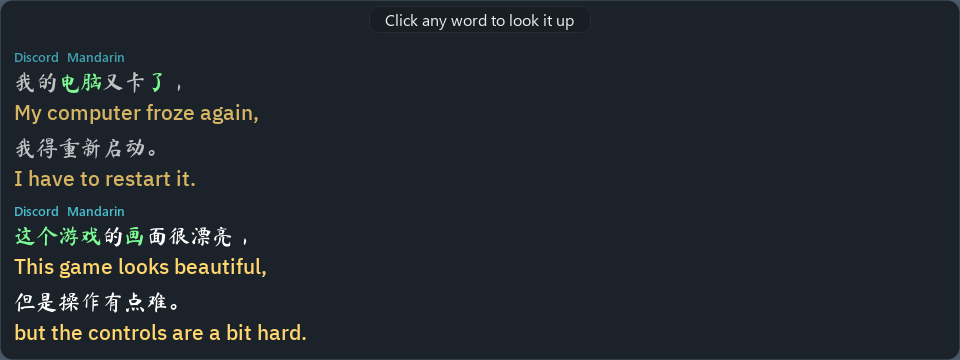 Click any word to look it up
Discord Mandarin
我的电脑又卡了，
My computer froze again,
我得重新启动。
I have to restart it.
Discord Mandarin
这个游戏的画面很漂亮，
This game looks beautiful,
但是操作有点难。
but the controls are a bit hard.